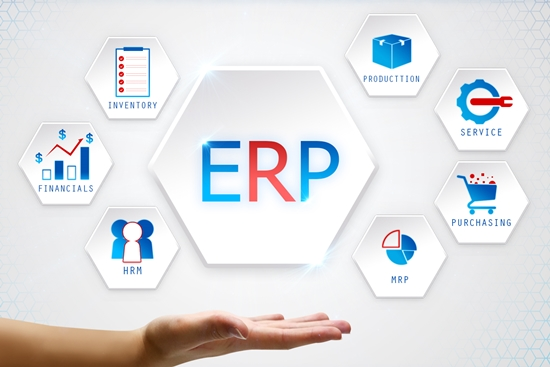 INVENTORY
PRODUCTTION
FINANCIALS
$
$
$
ERP
SERVICE
HRM
PURCHASING
MRP